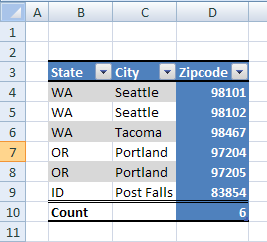 A B C D
1
2
3 State City Zipcode
4 WA Seattle 98101
5 WA Seattle 98102
6 WA Tacoma 98467
7 OR Portland 97204
8 OR Portland 97205
9 ID Post Falls 83854
10 Count 6
11